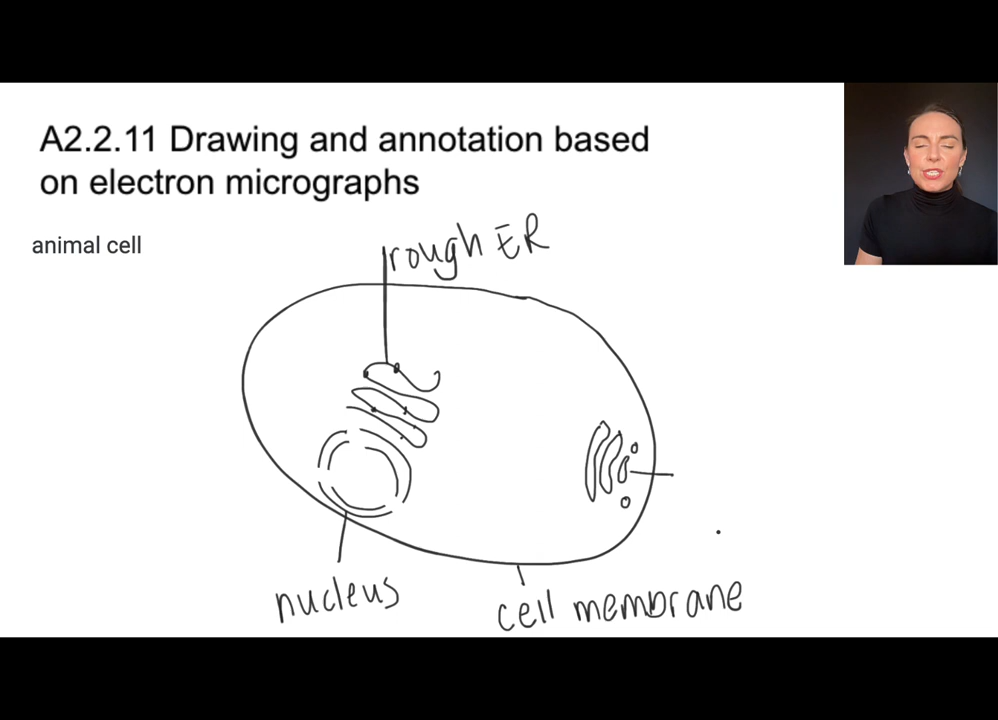 A2.2.11 Drawing and annotation based
on electron micrographs
animal cell
rough ER
nucleus
cell membrane